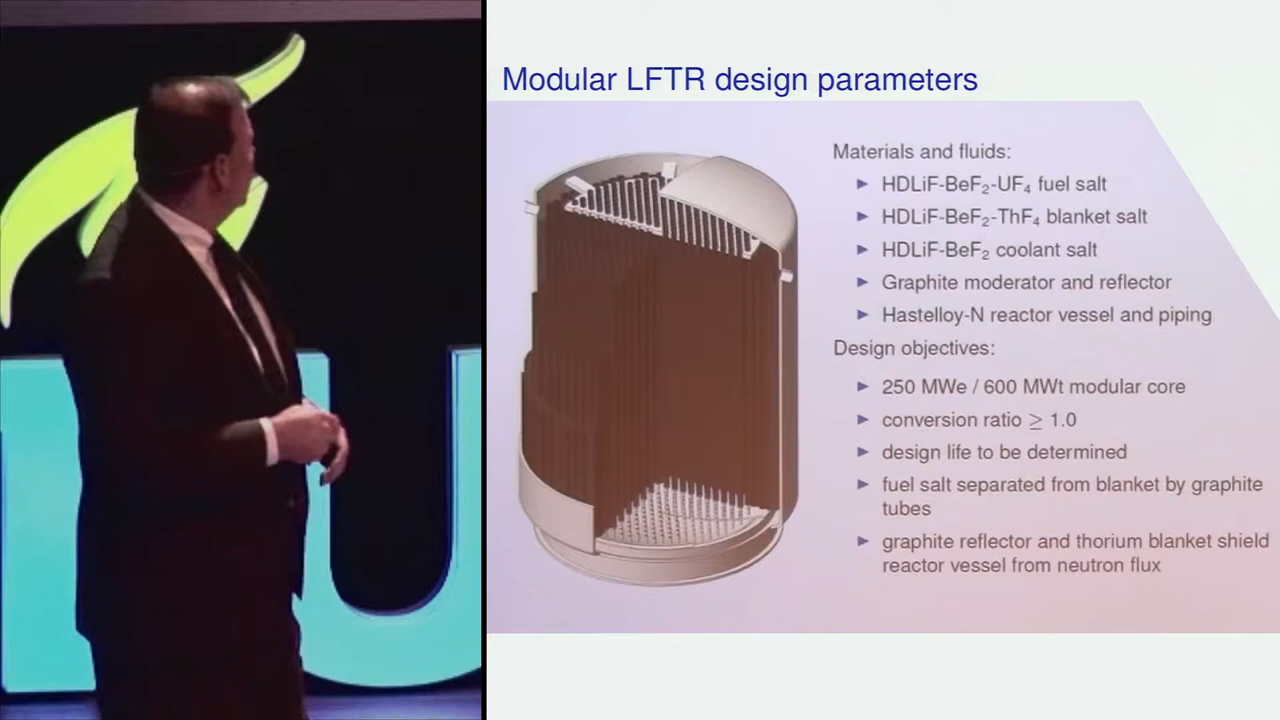 Modular LFTR design parameters
Materials and fluids:
► HDLiF-BeF₂-UF₄ fuel salt
► HDLiF-BeF₂-ThF₄ blanket salt
► HDLiF-BeF₂ coolant salt
► Graphite moderator and reflector
► Hastelloy-N reactor vessel and piping
Design objectives:
► 250 MWe / 600 MWt modular core
► conversion ratio ≥ 1.0
► design life to be determined
► fuel salt separated from blanket by graphite
tubes
► graphite reflector and thorium blanket shield
reactor vessel from neutron flux